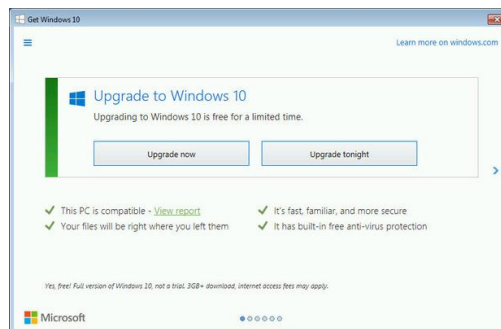 Get Windows 10
Learn more on windows.com
Upgrade to Windows 10
Upgrading to Windows 10 is free for a limited time.
Upgrade now
Upgrade tonight
This PC is compatible - View report
It's fast, familiar, and more secure
Your files will be right where you left them
It has built-in free anti-virus protection
Yes, free! Full version of Windows 10, not a trial. 3GB+ download, internet access fees may apply.
Microsoft